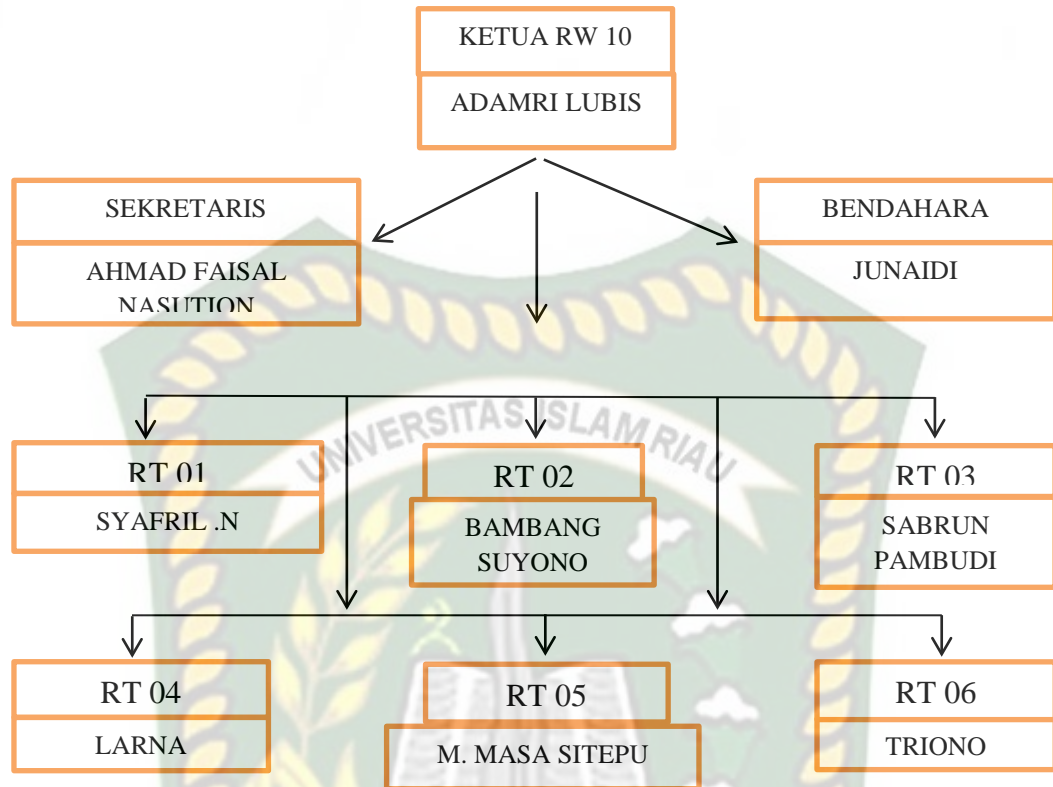 KETUA RW 10
ADAMRI LUBIS
SEKRETARIS
AHMAD FAISAL
NASUTION
BENDAHARA
JUNAIDI
UNIVERSITAS ISLAM RIAU
RT 01
SYAFRIL .N
RT 02
BAMBANG
SUYONO
RT 03
SABRUN
PAMBUDI
RT 04
LARNA
RT 05
M. MASA SITEPU
RT 06
TRIONO